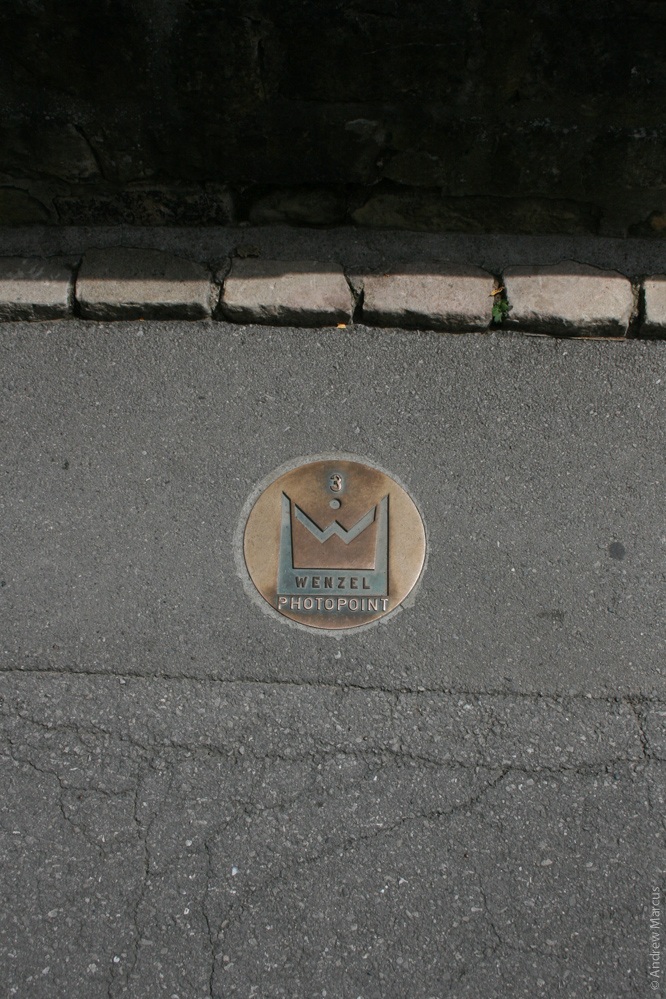 3
WENZEL
PHOTOPOINT
© Andrew Marcus